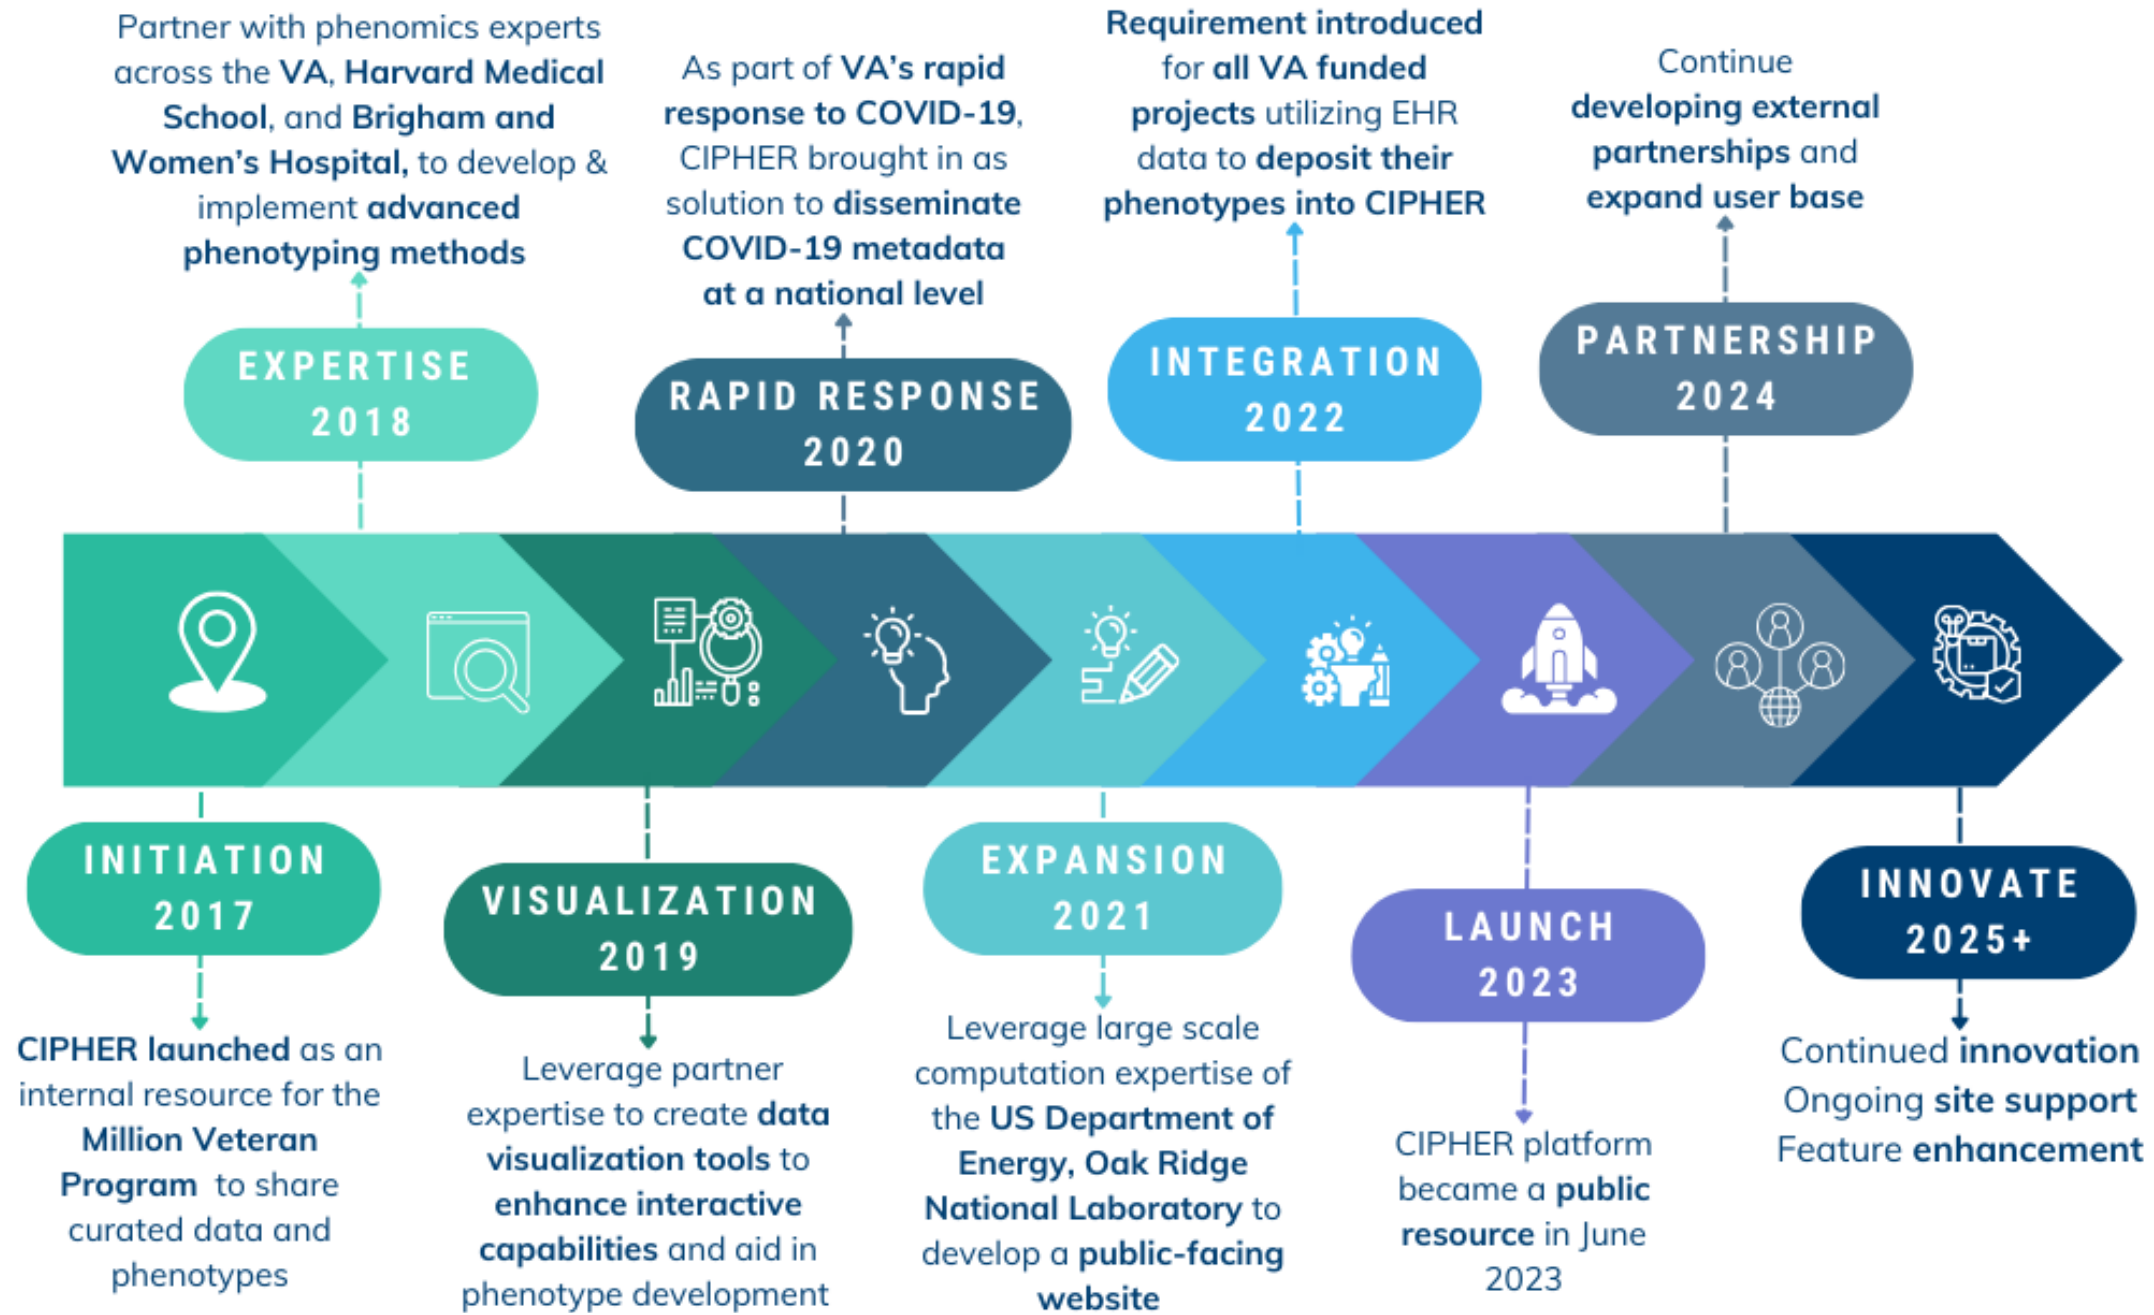 Partner with phenomics experts
across the VA, Harvard Medical
School, and Brigham and
Women's Hospital, to develop &
implement advanced
phenotyping methods
EXPERTISE
2018
As part of VA's rapid
response to COVID-19,
CIPHER brought in as
solution to disseminate
COVID-19 metadata
at a national level
RAPID RESPONSE
2020
Requirement introduced
for all VA funded
projects utilizing EHR
data to deposit their
phenotypes into CIPHER
INTEGRATION
2022
Continue
developing external
partnerships and
expand user base
PARTNERSHIP
2024
INITIATION
2017
CIPHER launched as an
internal resource for the
Million Veteran
Program to share
curated data and
phenotypes
VISUALIZATION
2019
Leverage partner
expertise to create data
visualization tools to
enhance interactive
capabilities and aid in
phenotype development
EXPANSION
2021
Leverage large scale
computation expertise of
the US Department of
Energy, Oak Ridge
National Laboratory to
develop a public-facing
website
LAUNCH
2023
CIPHER platform
became a public
resource in June
2023
INNOVATE
2025+
Continued innovation
Ongoing site support
Feature enhancement